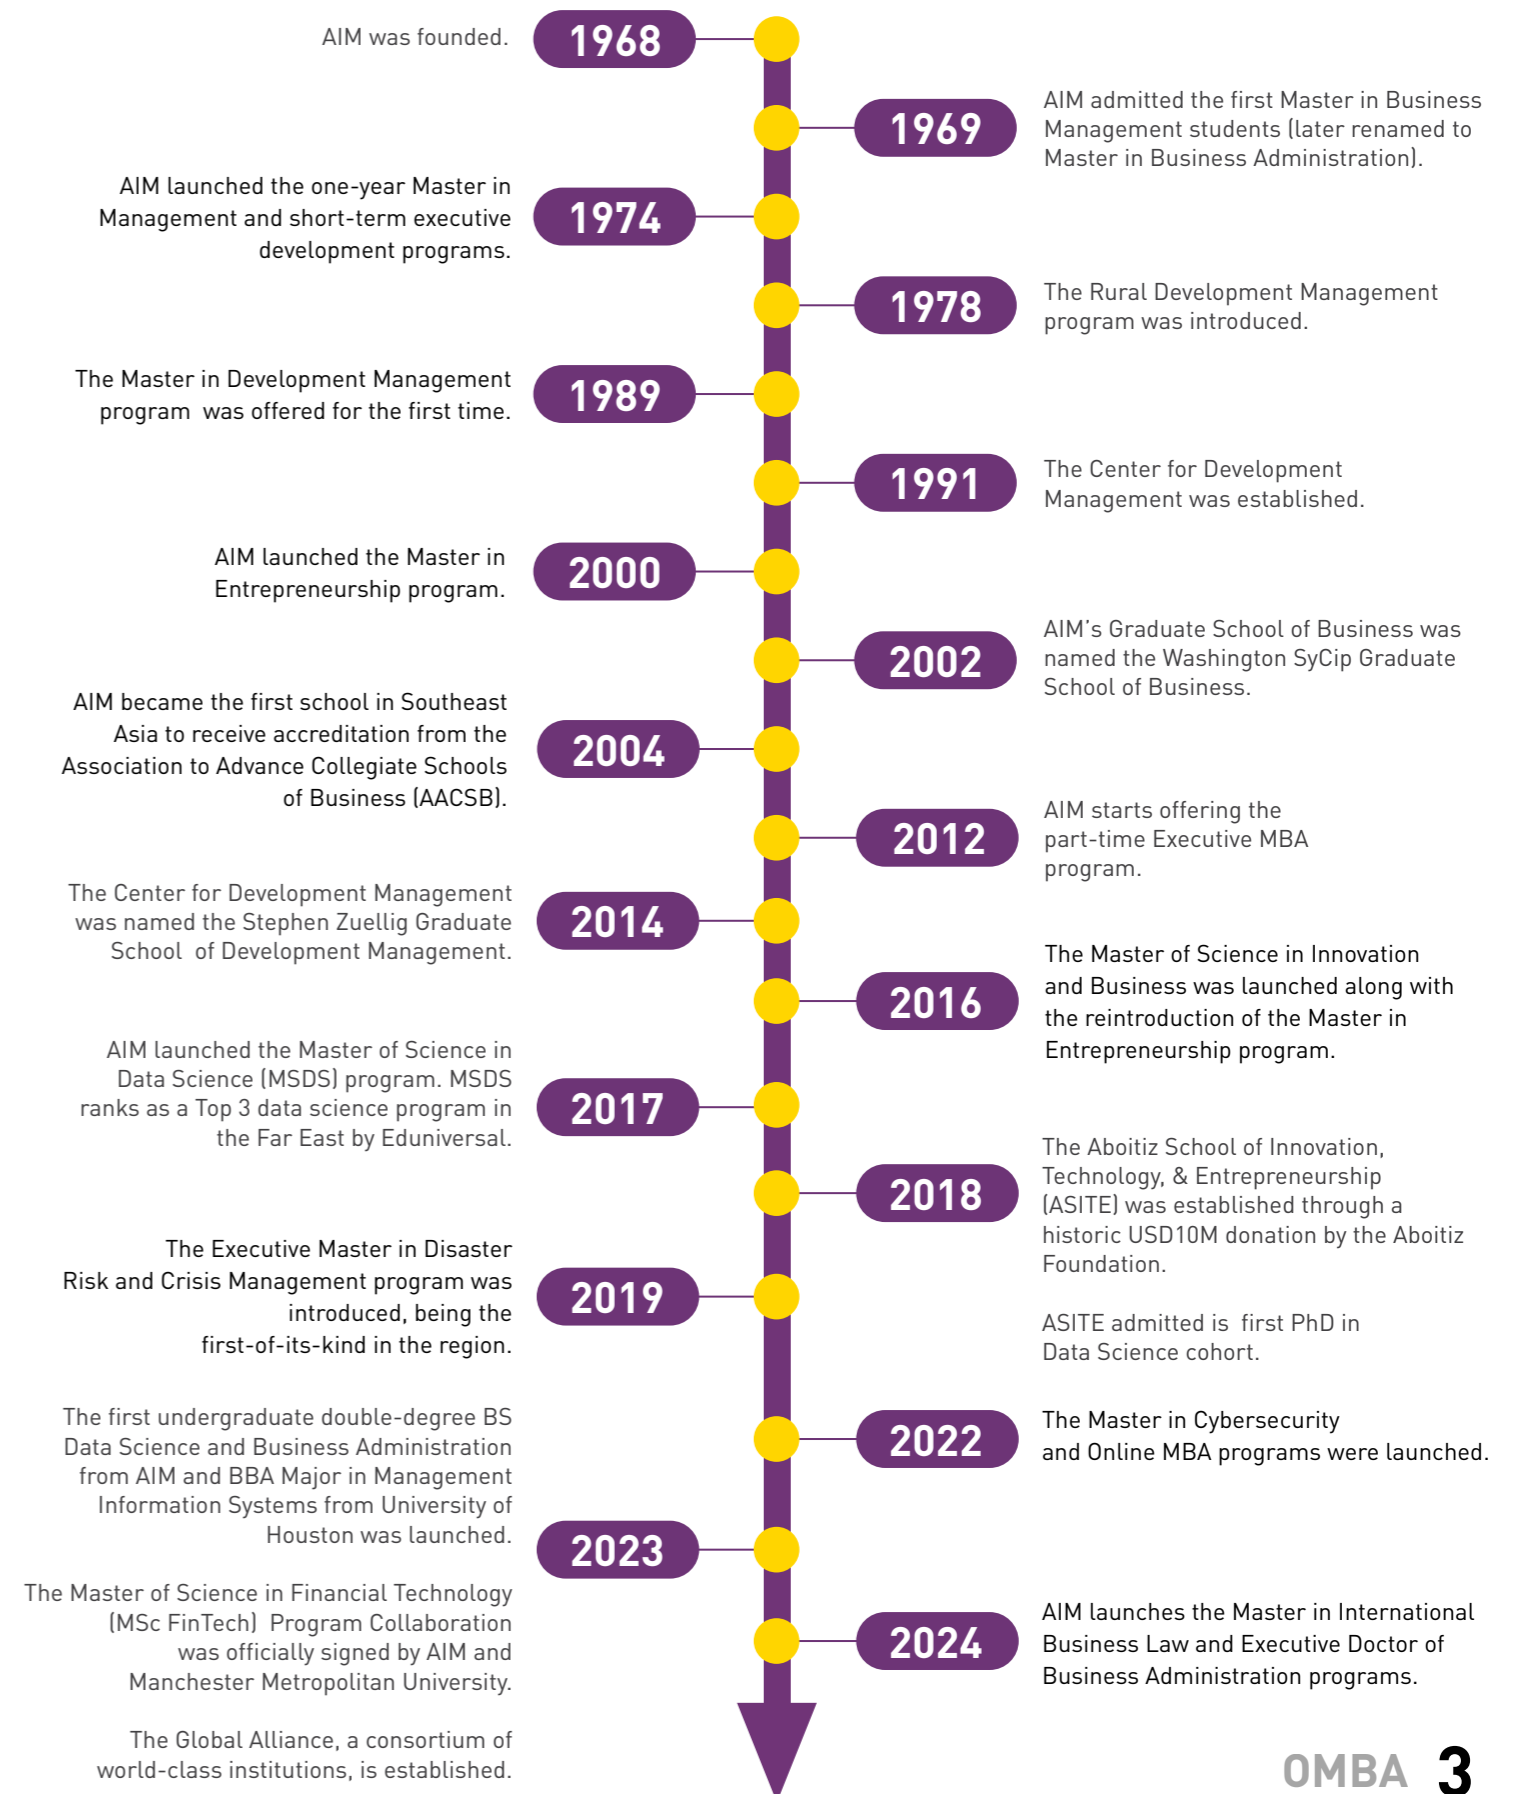 AIM was founded.
1968
1969
AIM admitted the first Master in Business
Management students (later renamed to
Master in Business Administration).
AIM launched the one-year Master in
Management and short-term executive
development programs.
1974
1978
The Rural Development Management
program was introduced.
The Master in Development Management
program was offered for the first time.
1989
1991
The Center for Development
Management was established.
AIM launched the Master in
Entrepreneurship program.
2000
2002
AIM's Graduate School of Business was
named the Washington SyCip Graduate
School of Business.
AIM became the first school in Southeast
Asia to receive accreditation from the
Association to Advance Collegiate Schools
of Business (AACSB).
2004
2012
AIM starts offering the
part-time Executive MBA
program.
The Center for Development Management
was named the Stephen Zuellig Graduate
School of Development Management.
2014
2016
The Master of Science in Innovation
and Business was launched along with
the reintroduction of the Master in
Entrepreneurship program.
AIM launched the Master of Science in
Data Science (MSDS) program. MSDS
ranks as a Top 3 data science program in
the Far East by Eduniversal.
2017
2018
The Aboitiz School of Innovation,
Technology, & Entrepreneurship
(ASITE) was established through a
historic USD10M donation by the Aboitiz
Foundation.
ASITE admitted is first PhD in
Data Science cohort.
The Executive Master in Disaster
Risk and Crisis Management program was
introduced, being the
first-of-its-kind in the region.
2019
2022
The Master in Cybersecurity
and Online MBA programs were launched.
The first undergraduate double-degree BS
Data Science and Business Administration
from AIM and BBA Major in Management
Information Systems from University of
Houston was launched.
2023
The Master of Science in Financial Technology
(MSc FinTech) Program Collaboration
was officially signed by AIM and
Manchester Metropolitan University.
The Global Alliance, a consortium of
world-class institutions, is established.
2024
AIM launches the Master in International
Business Law and Executive Doctor of
Business Administration programs.
OMBA 3